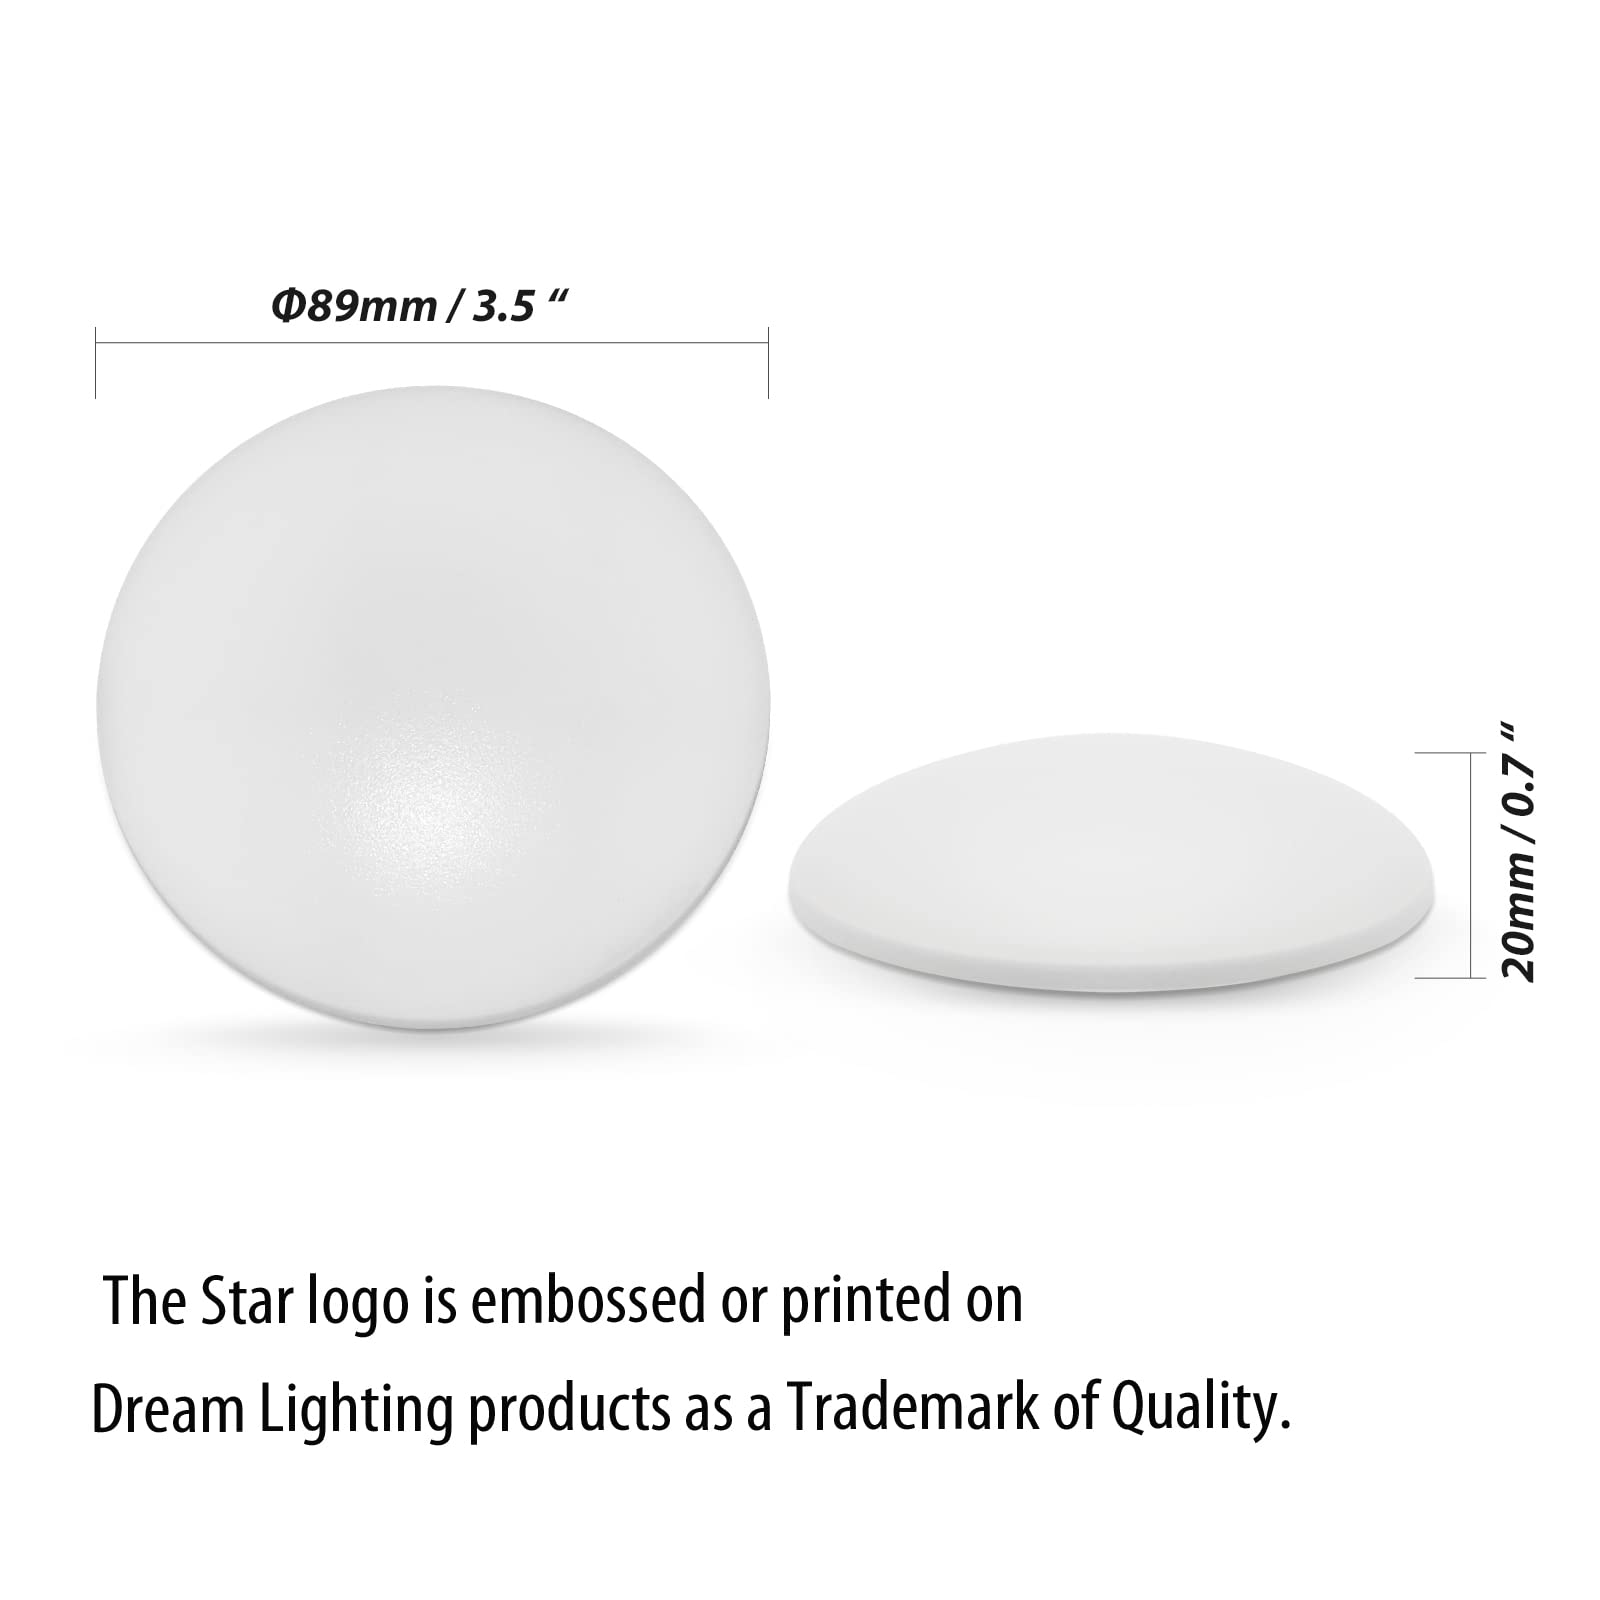 Φ89mm / 3.5 “
20mm / 0.7 “
The Star logo is embossed or printed on
Dream Lighting products as a Trademark of Quality.